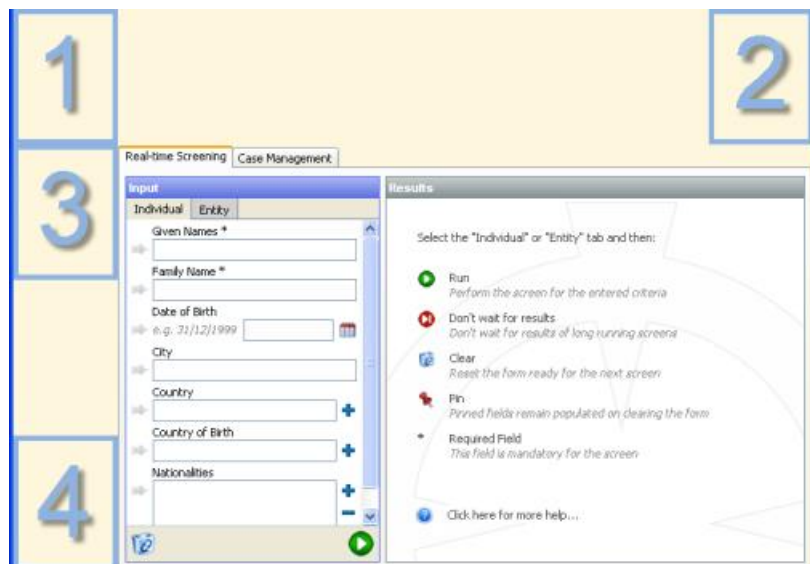 1
2
3
Real-time Screening Case Management
Input
Individual Entity
Given Names *
Family Name *
Date of Birth
e.g. 31/12/1999
City
Country
Country of Birth
Nationalities
4
Results
Select the "Individual" or "Entity" tab and then:
Run
Perform the screen for the entered criteria
Don't wait for results
Don't wait for results of long running screens
Clear
Reset the form ready for the next screen
Pin
Pinned fields remain populated on clearing the form
* Required Field
This field is mandatory for the screen
Click here for more help...